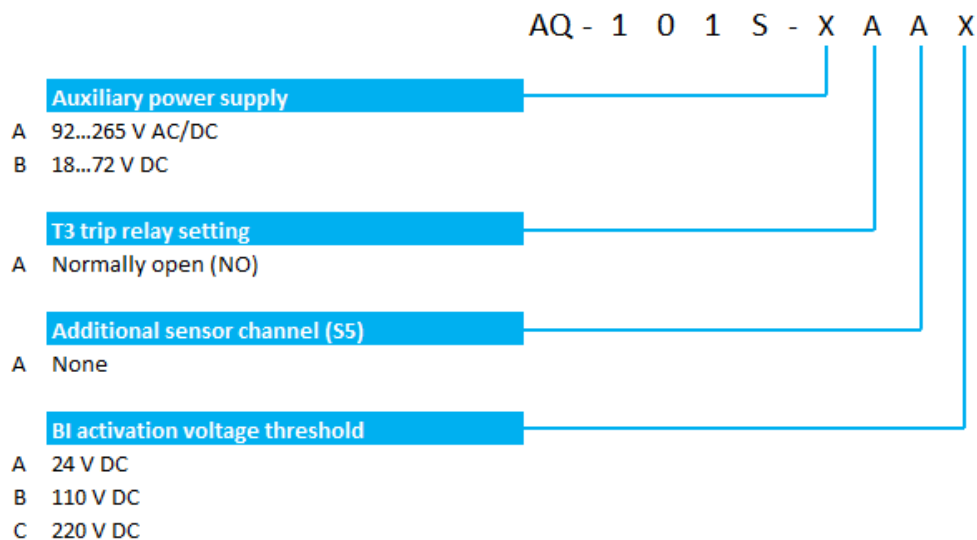 AQ - 1 0 1 S - X A A X
Auxiliary power supply
A 92...265 V AC/DC
B 18...72 V DC
T3 trip relay setting
A Normally open (NO)
Additional sensor channel (S5)
A None
BI activation voltage threshold
A 24 V DC
B 110 V DC
C 220 V DC